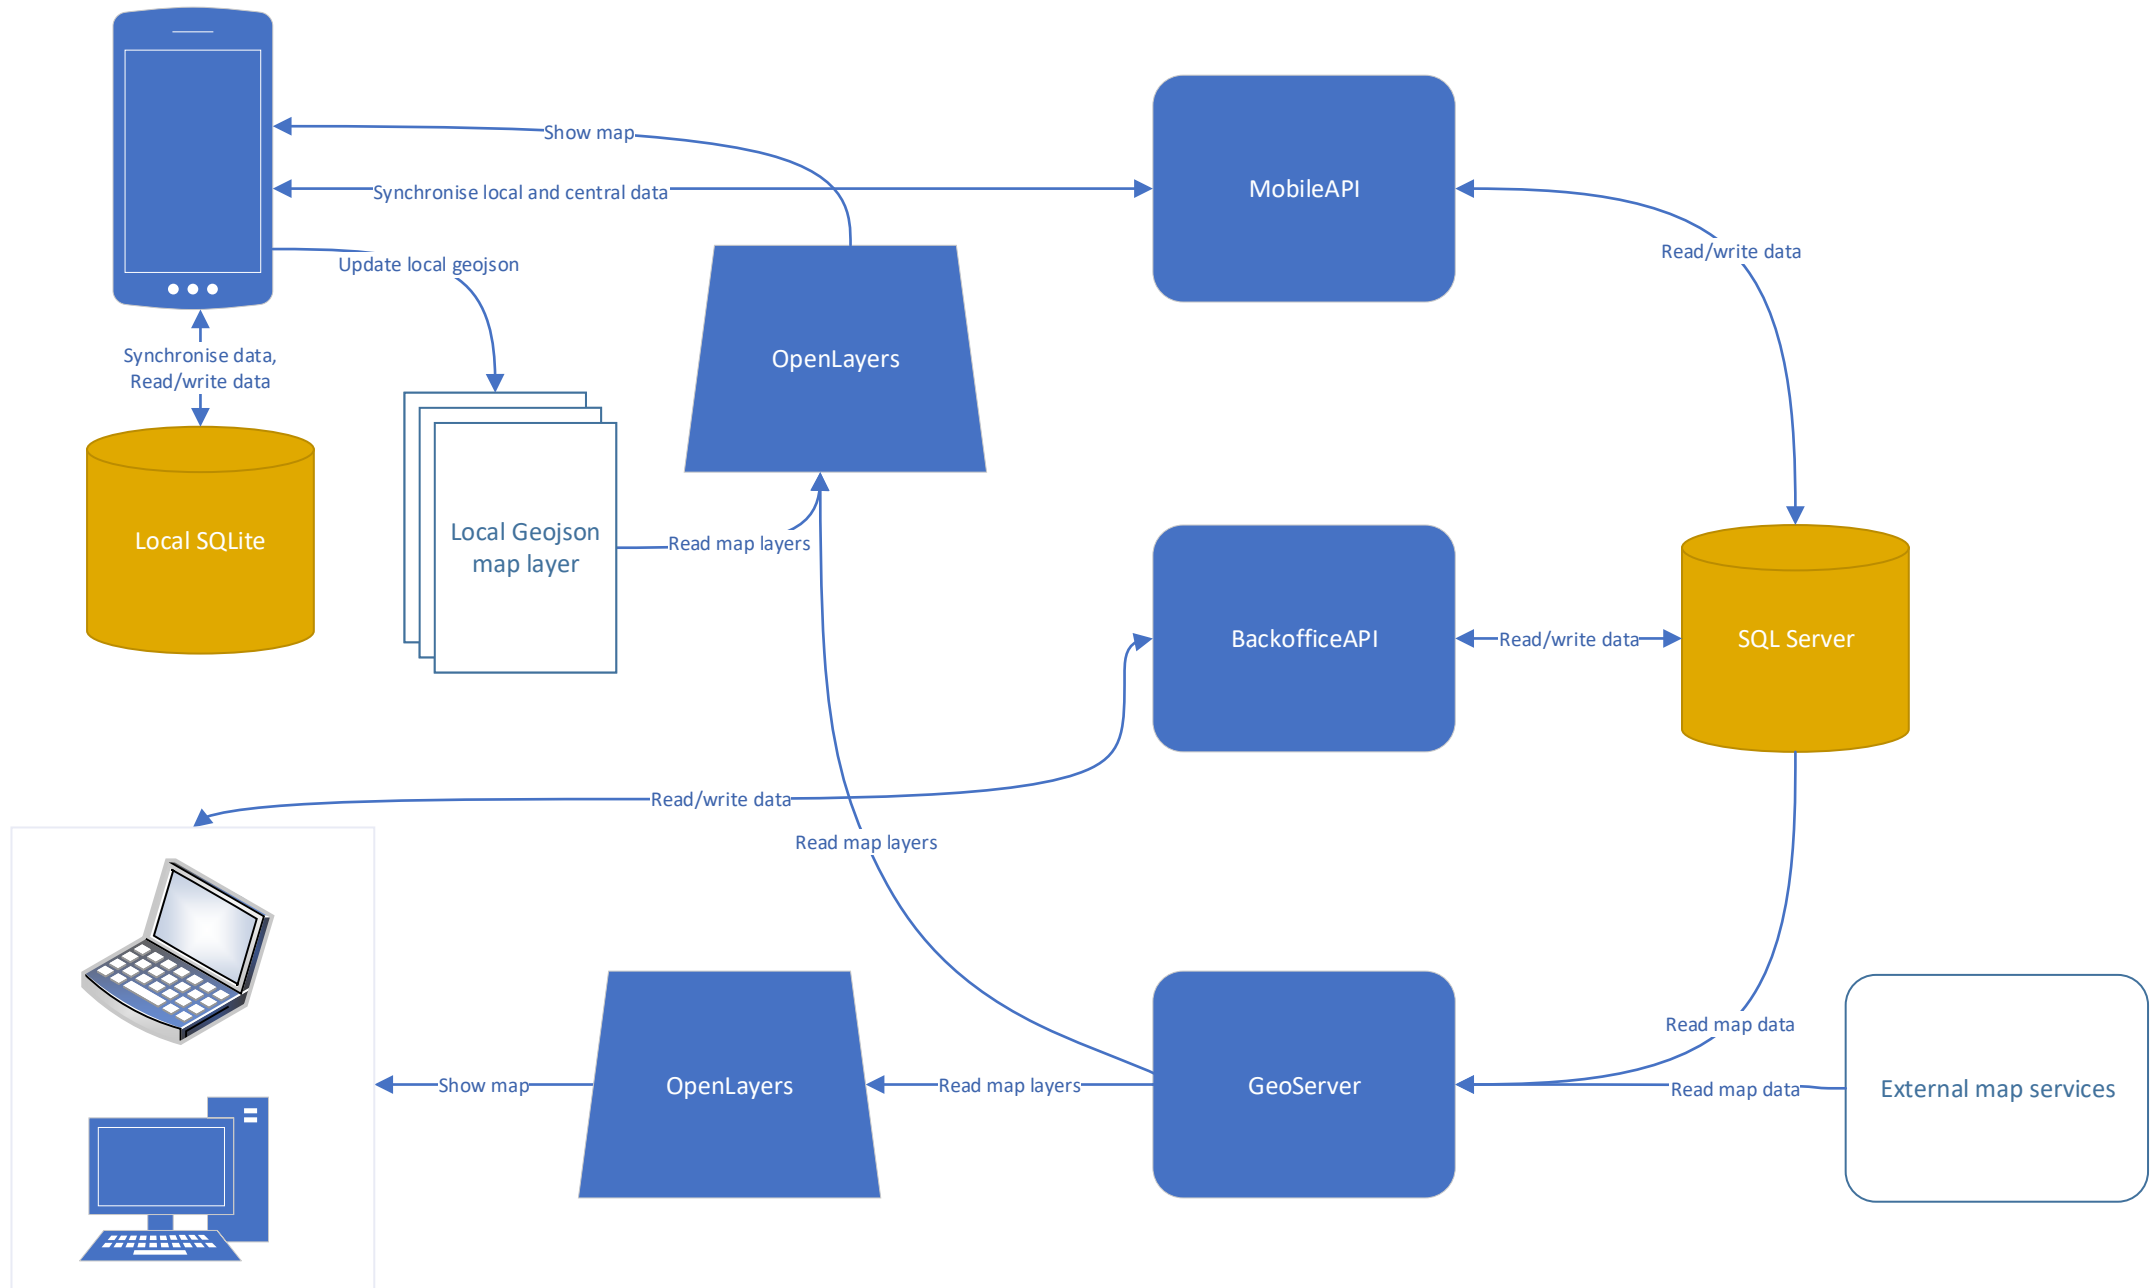 Show map
Synchronise local and central data
MobileAPI
Read/write data
Update local geojson
OpenLayers
Synchronise data,
Read/write data
Local SQLite
Local Geojson
map layer
Read map layers
BackofficeAPI
Read/write data
SQL Server
Read/write data
Read map layers
Read map data
Show map
OpenLayers
Read map layers
GeoServer
Read map data
External map services